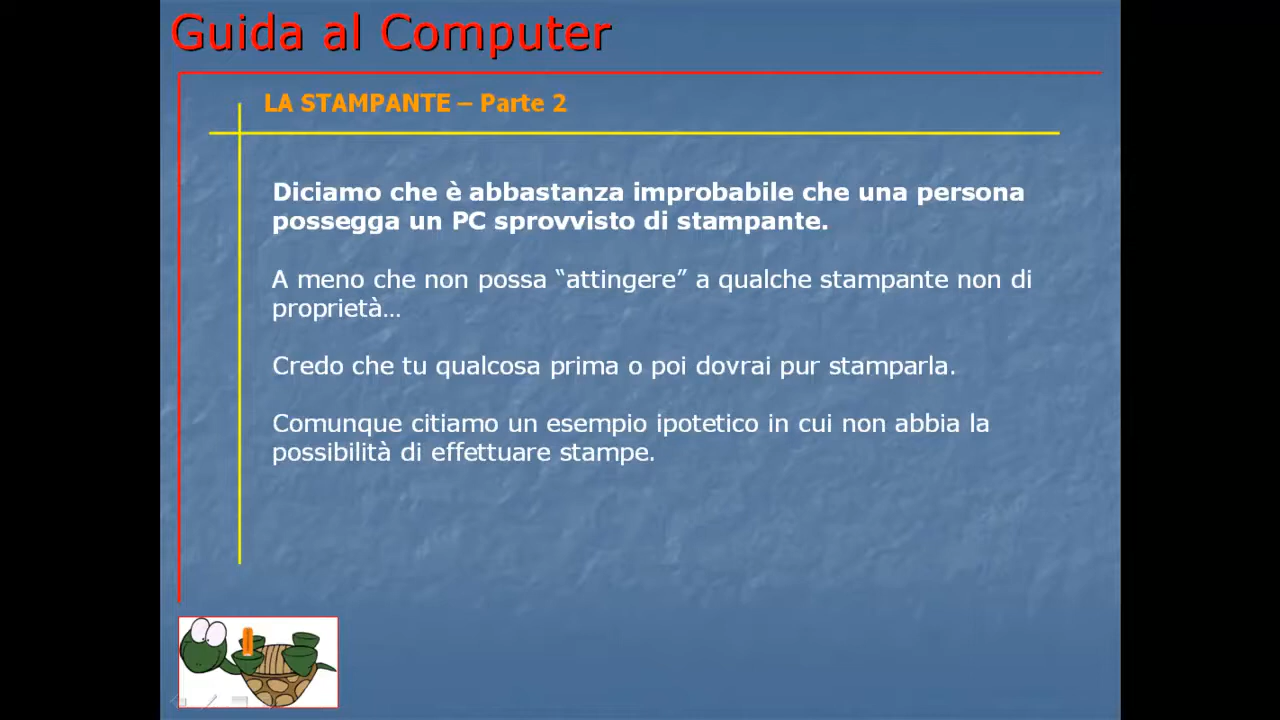 Guida al Computer
LA STAMPANTE – Parte 2
Diciamo che è abbastanza improbabile che una persona
possegga un PC sprovvisto di stampante.
A meno che non possa “attingere” a qualche stampante non di
proprietà…
Credo che tu qualcosa prima o poi dovrai pur stamparla.
Comunque citiamo un esempio ipotetico in cui non abbia la
possibilità di effettuare stampe.